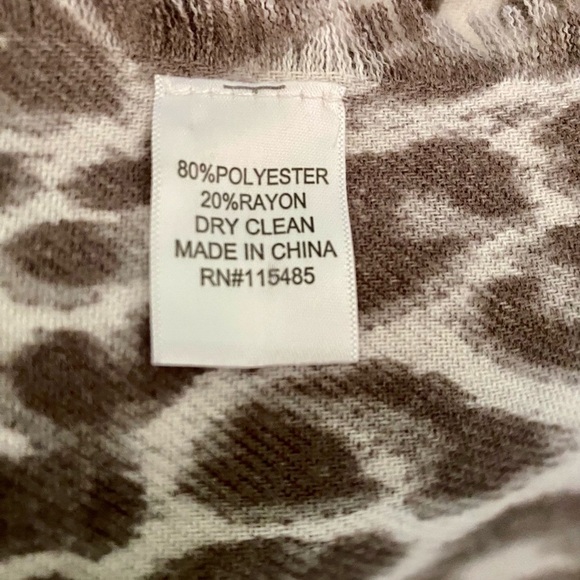 80%POLYESTER
20%RAYON
DRY CLEAN
MADE IN CHINA
RN#115485